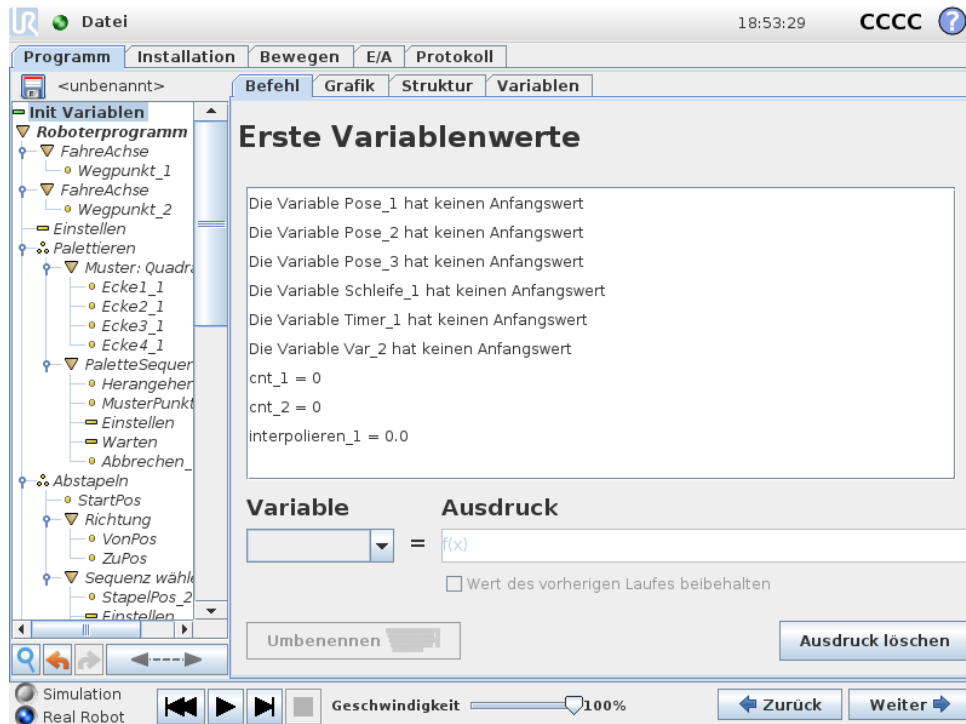 UR Datei 18:53:29 CCCC ?
Programm Installation Bewegen E/A Protokoll
<unbenannt>
Befehl Grafik Struktur Variablen
Init Variablen
Roboterprogramm
FahreAchse
Wegpunkt_1
FahreAchse
Wegpunkt_2
Einstellen
Palettieren
Muster: Quadra
Ecke1_1
Ecke2_1
Ecke3_1
Ecke4_1
PaletteSequen
Herangehen
MusterPunkt
Einstellen
Warten
Abbrechen_
Abstapeln
StartPos
Richtung
VonPos
ZuPos
Sequenz wähle
StapelPos_2
Einstellen
Erste Variablenwerte
Die Variable Pose_1 hat keinen Anfangswert
Die Variable Pose_2 hat keinen Anfangswert
Die Variable Pose_3 hat keinen Anfangswert
Die Variable Schleife_1 hat keinen Anfangswert
Die Variable Timer_1 hat keinen Anfangswert
Die Variable Var_2 hat keinen Anfangswert
cnt_1 = 0
cnt_2 = 0
interpolieren_1 = 0.0
Variable Ausdruck
= f(x)
Wert des vorherigen Laufes beibehalten
Umbenennen Ausdruck löschen
Simulation
Real Robot
Geschwindigkeit 100%
Zurück Weiter